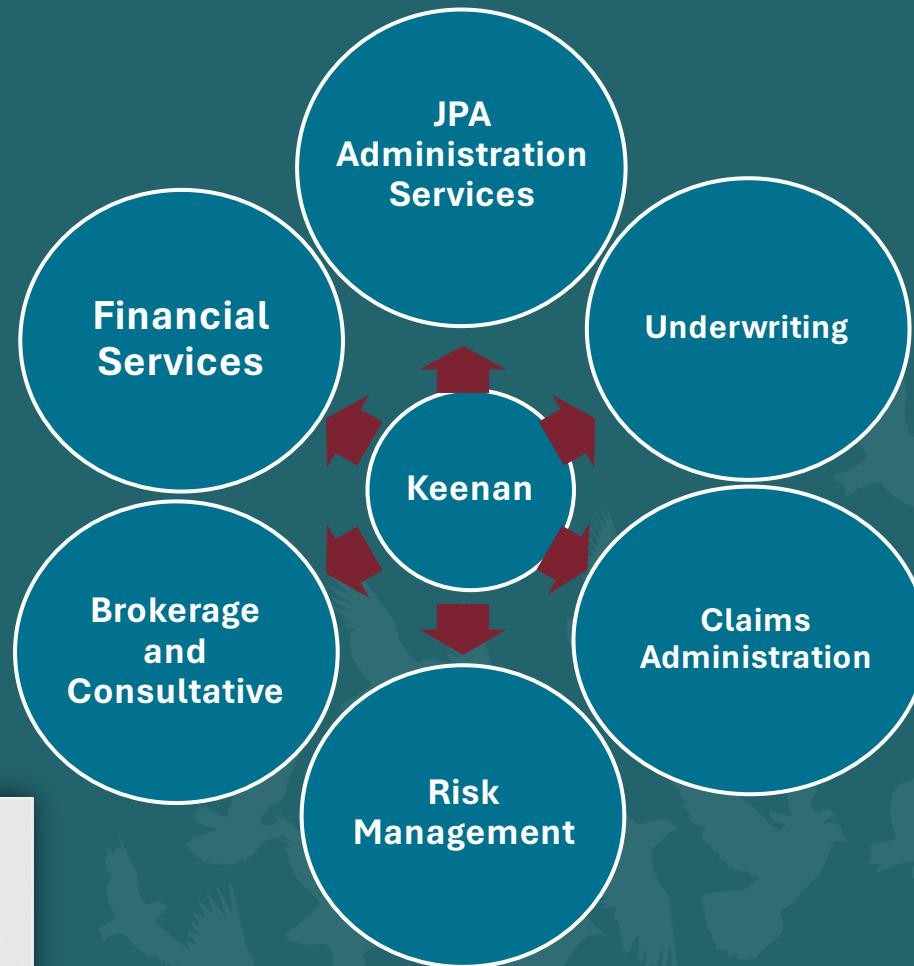 JPA
Administration
Services
Financial
Services
Underwriting
Keenan
Brokerage
and
Consultative
Claims
Administration
Risk
Management